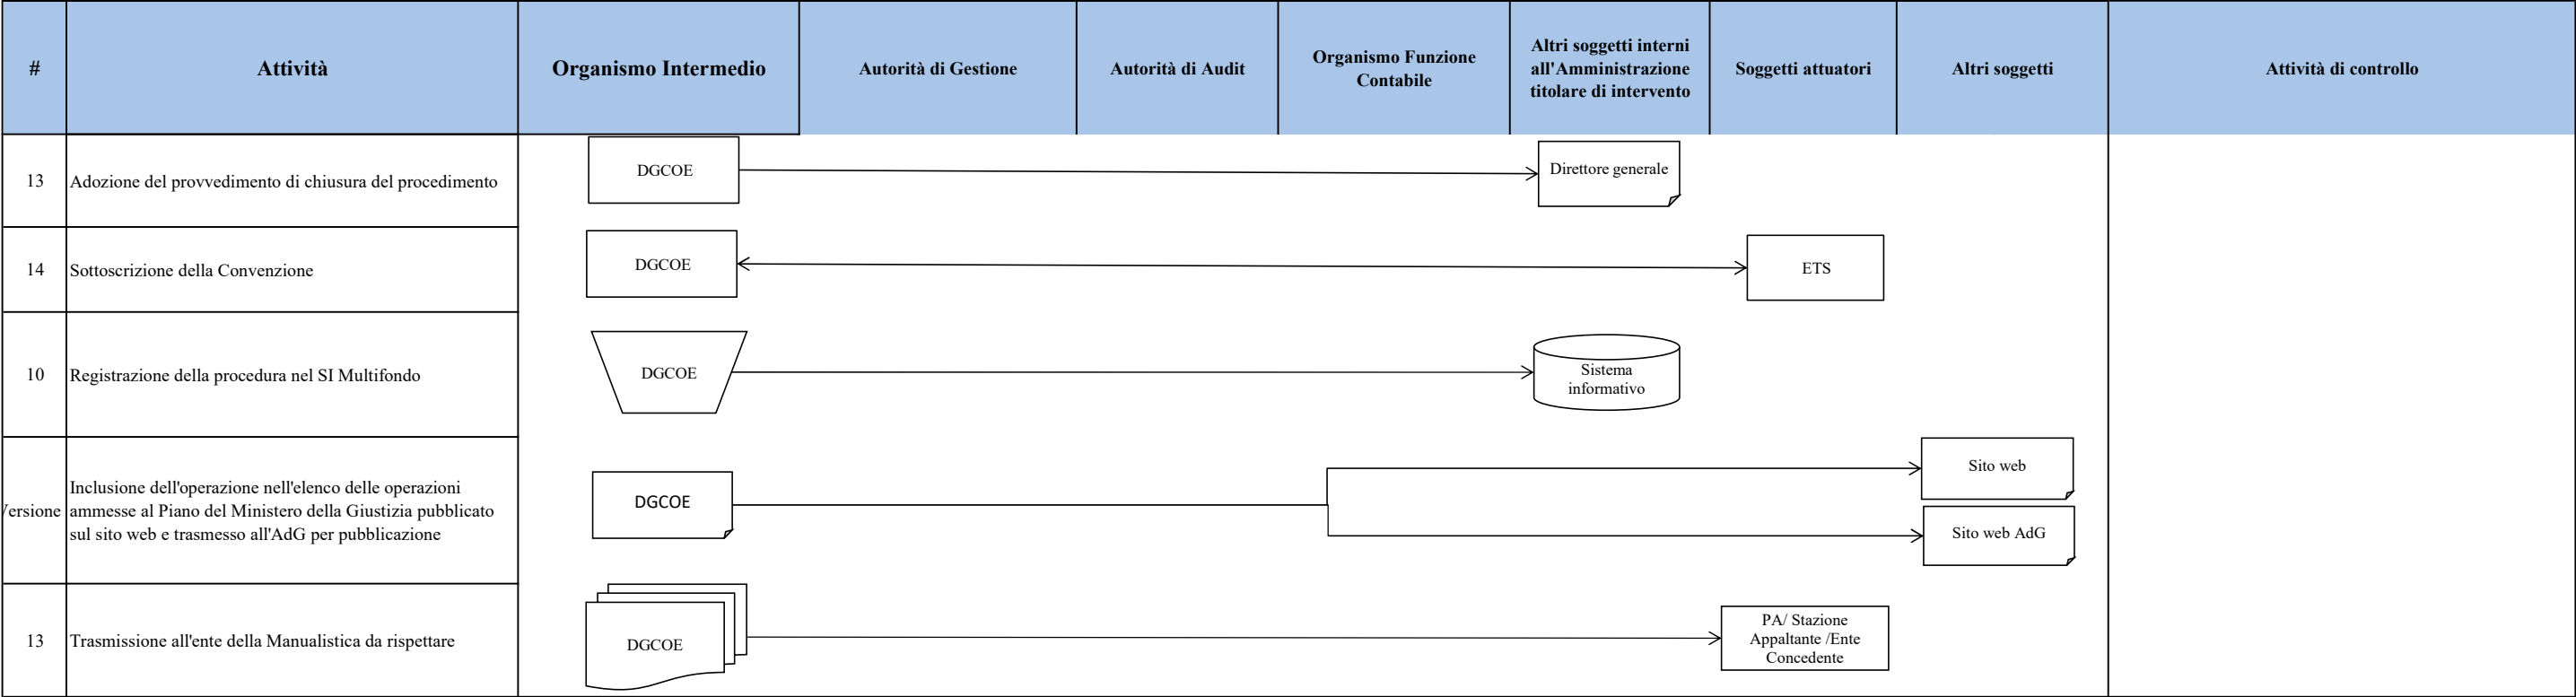 #
Attività
Organismo Intermedio
Autorità di Gestione
Autorità di Audit
Organismo Funzione
Contabile
Altri soggetti interni
all'Amministrazione
titolare di intervento
Soggetti attuatori
Altri soggetti
Attività di controllo
13
Adozione del provvedimento di chiusura del procedimento
DGCOE
Direttore generale
14
Sottoscrizione della Convenzione
DGCOE
ETS
10
Registrazione della procedura nel SI Multifondo
DGCOE
Sistema
informativo
Versione
Inclusione dell'operazione nell'elenco delle operazioni
ammesse al Piano del Ministero della Giustizia pubblicato
sul sito web e trasmesso all'AdG per pubblicazione
DGCOE
Sito web
Sito web AdG
13
Trasmissione all'ente della Manualistica da rispettare
DGCOE
PA/ Stazione
Appaltante /Ente
Concedente